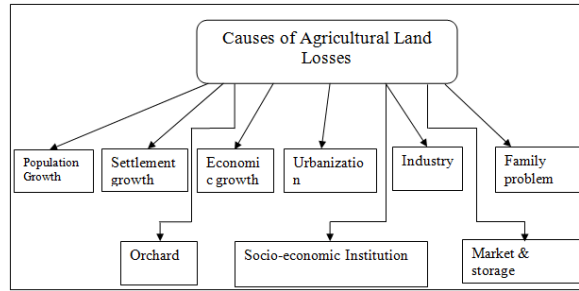 Causes of Agricultural Land
Losses
Population
Growth
Settlement
growth
Economi
c growth
Urbanizatio
n
Industry
Family
problem
Orchard
Socio-economic Institution
Market &
storage